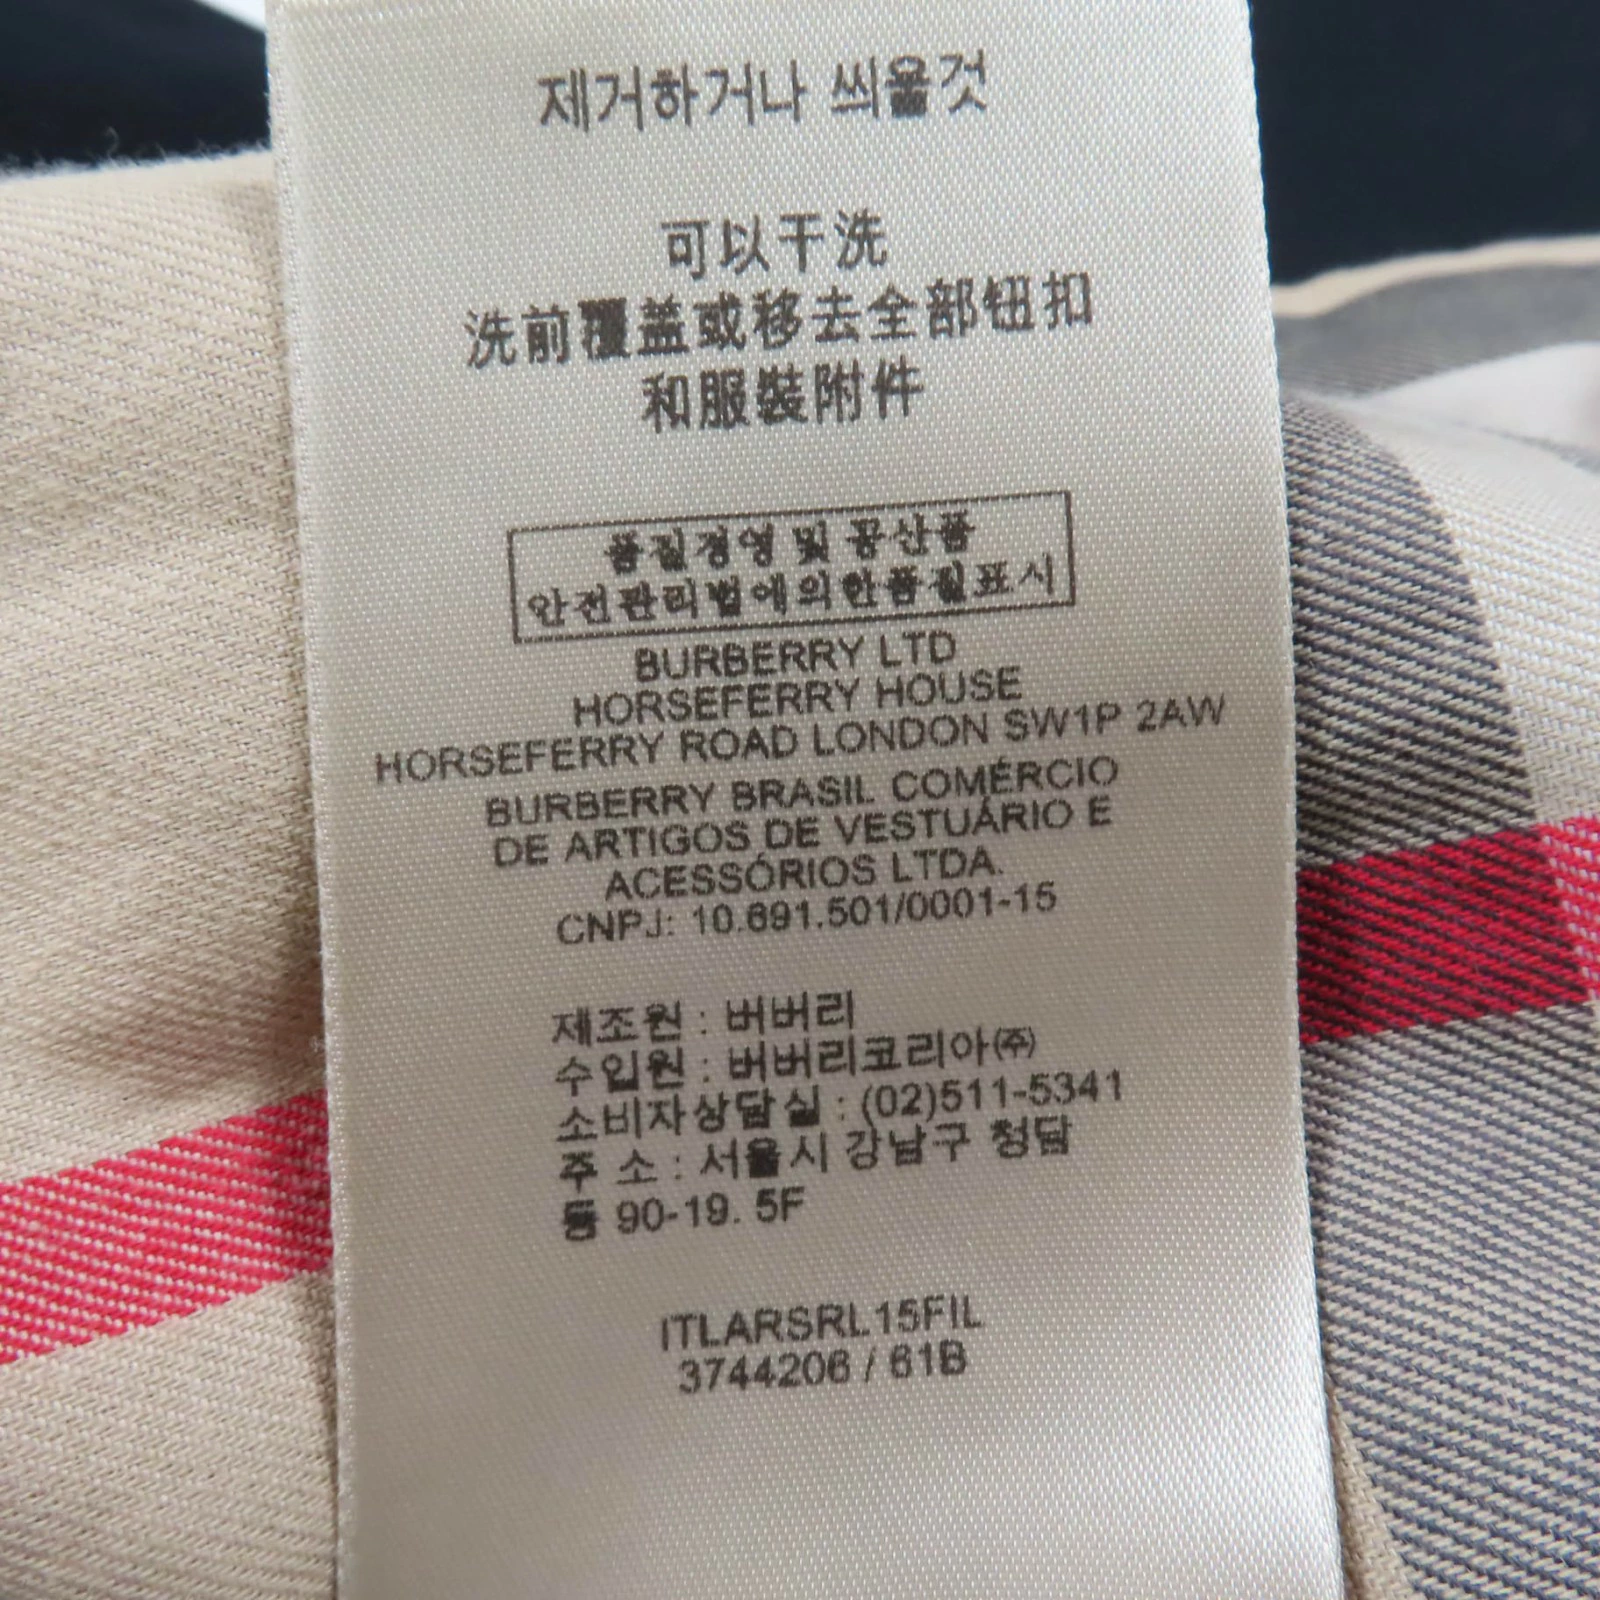 제거하거나 씌울것
可以干洗
洗前覆盖或移去全部钮扣
和服裝附件
품질경영 및 공산품
안전관리법에의한품질표시
BURBERRY LTD
HORSEFERRY HOUSE
HORSEFERRY ROAD LONDON SW1P 2AW
BURBERRY BRASIL COMÉRCIO
DE ARTIGOS DE VESTUÁRIO E
ACESSÓRIOS LTDA.
CNPJ: 10.691.501/0001-15
제조원 : 버버리
수입원 : 버버리코리아㈜
소비자상담실 : (02)511-5341
주 소 : 서울시 강남구 청담
동 90-19. 5F
ITLARSRL15FIL
3744206 / 61B